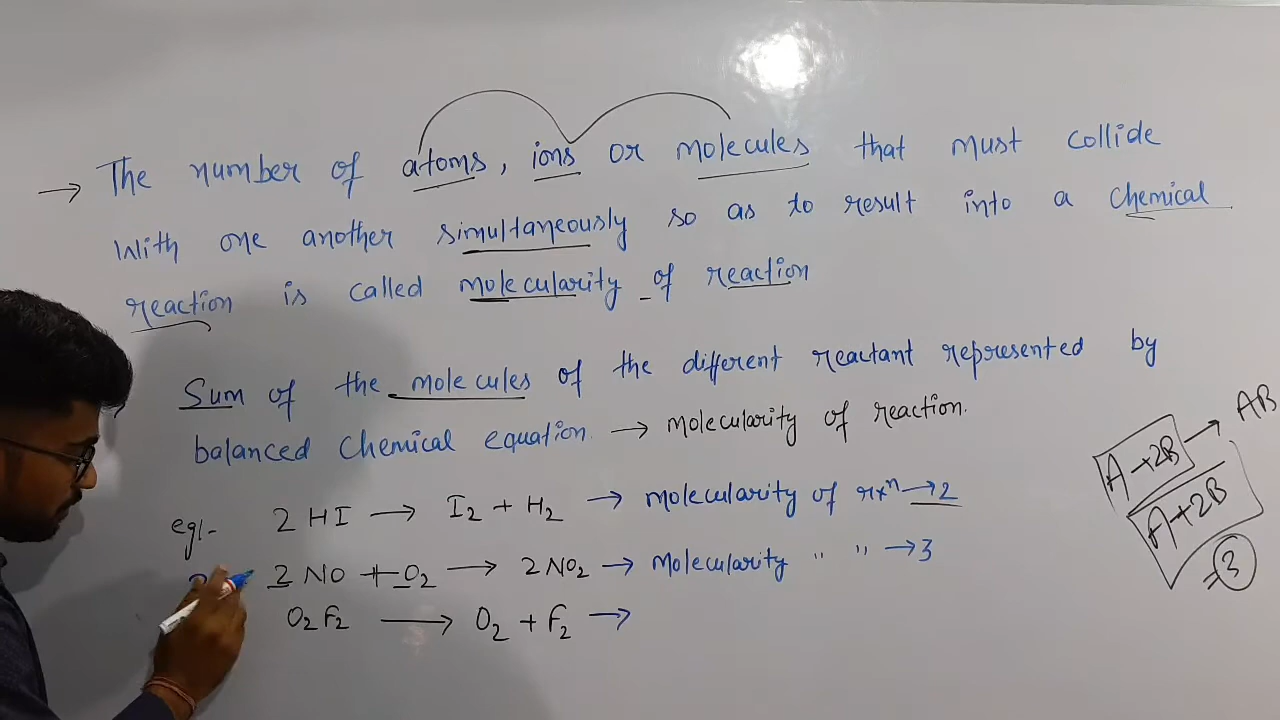 → The number of atoms, ions or molecules that must collide
with one another simultaneously so as to result into a chemical
reaction is called molecularity of reaction
Sum of the molecules of the different reactant represented by
balanced chemical equation → molecularity of reaction.
eg1- 2 HI → I₂ + H₂ → molecularity of rxⁿ → 2
2 NO + O₂ → 2 NO₂ → Molecularity " " → 3
O₂F₂ → O₂ + F₂ →
A+2B → AB
A+2B
= 3